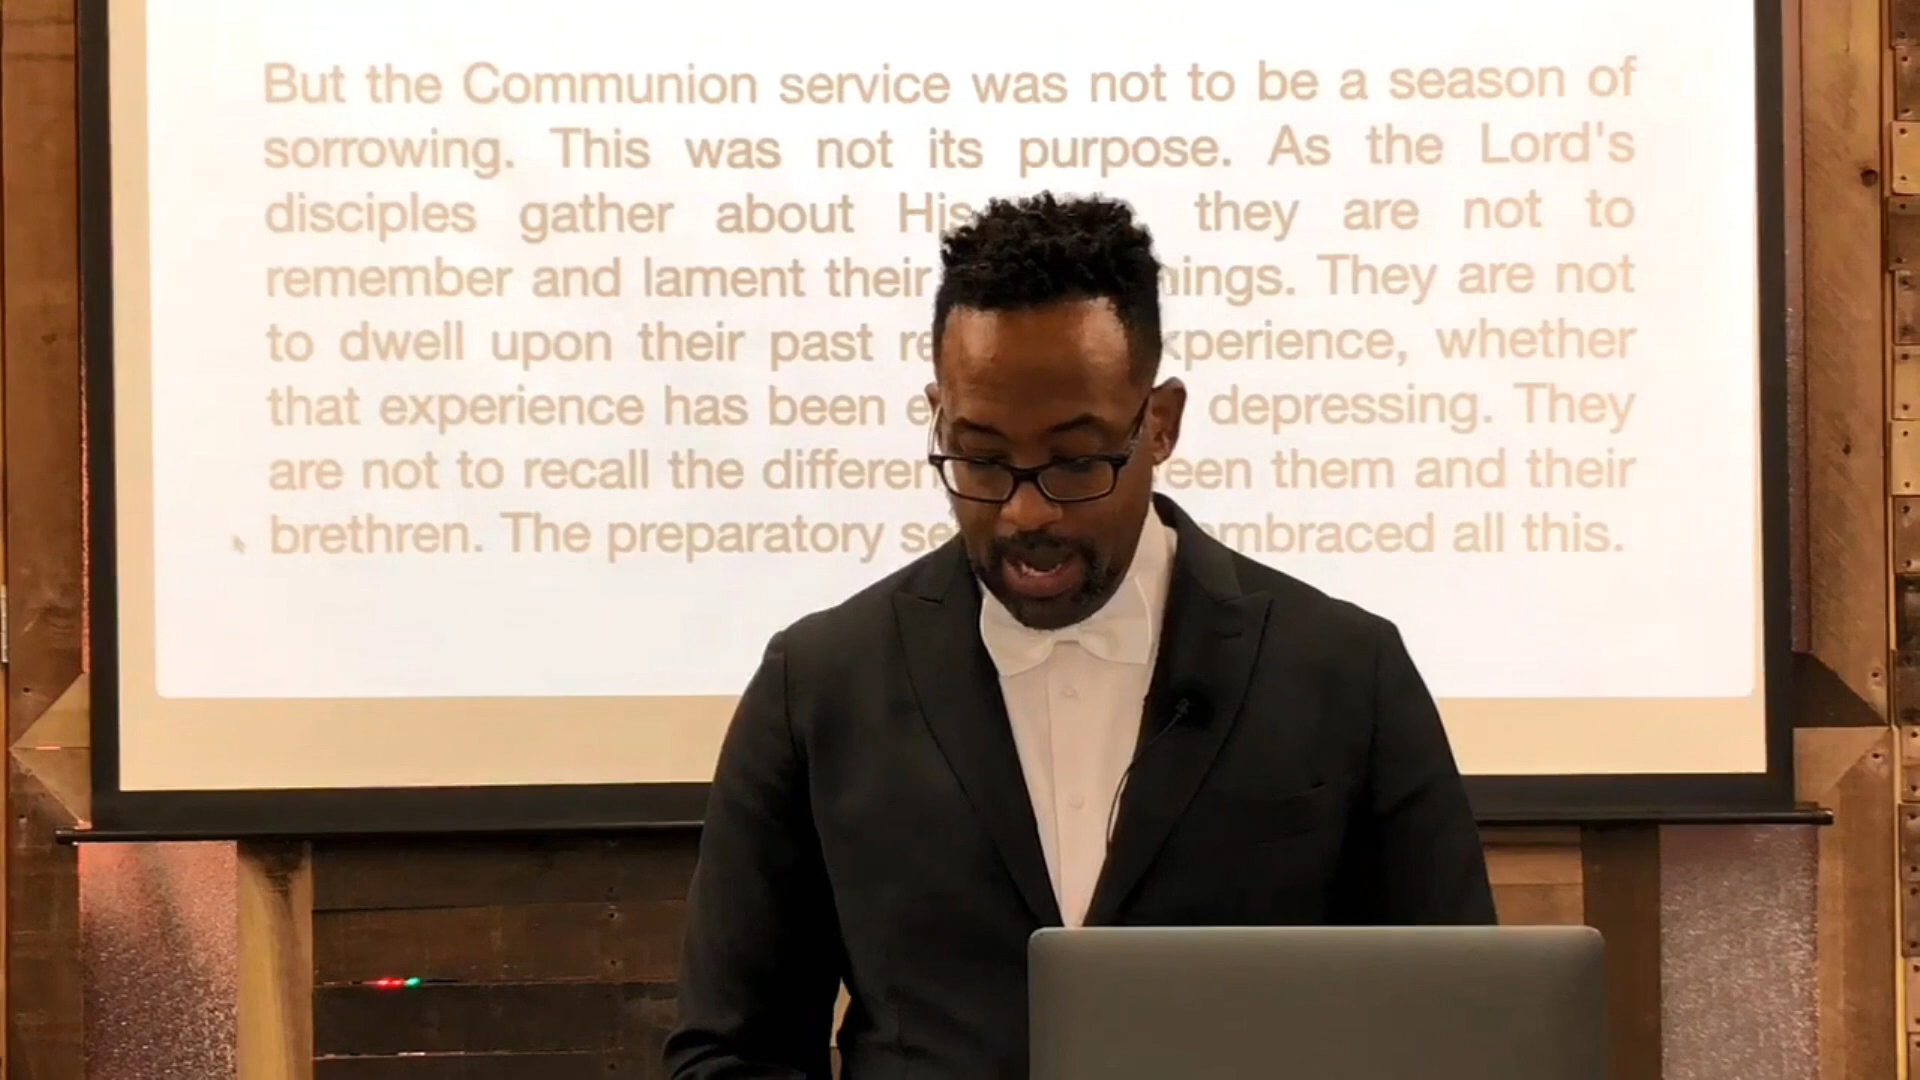 But the Communion service was not to be a season of
sorrowing. This was not its purpose. As the Lord's
disciples gather about they are not to
remember and lament their They are not
to dwell upon their past whether
that experience has been depressing. They
are not to recall the them and their
brethren. The preparatory all this.